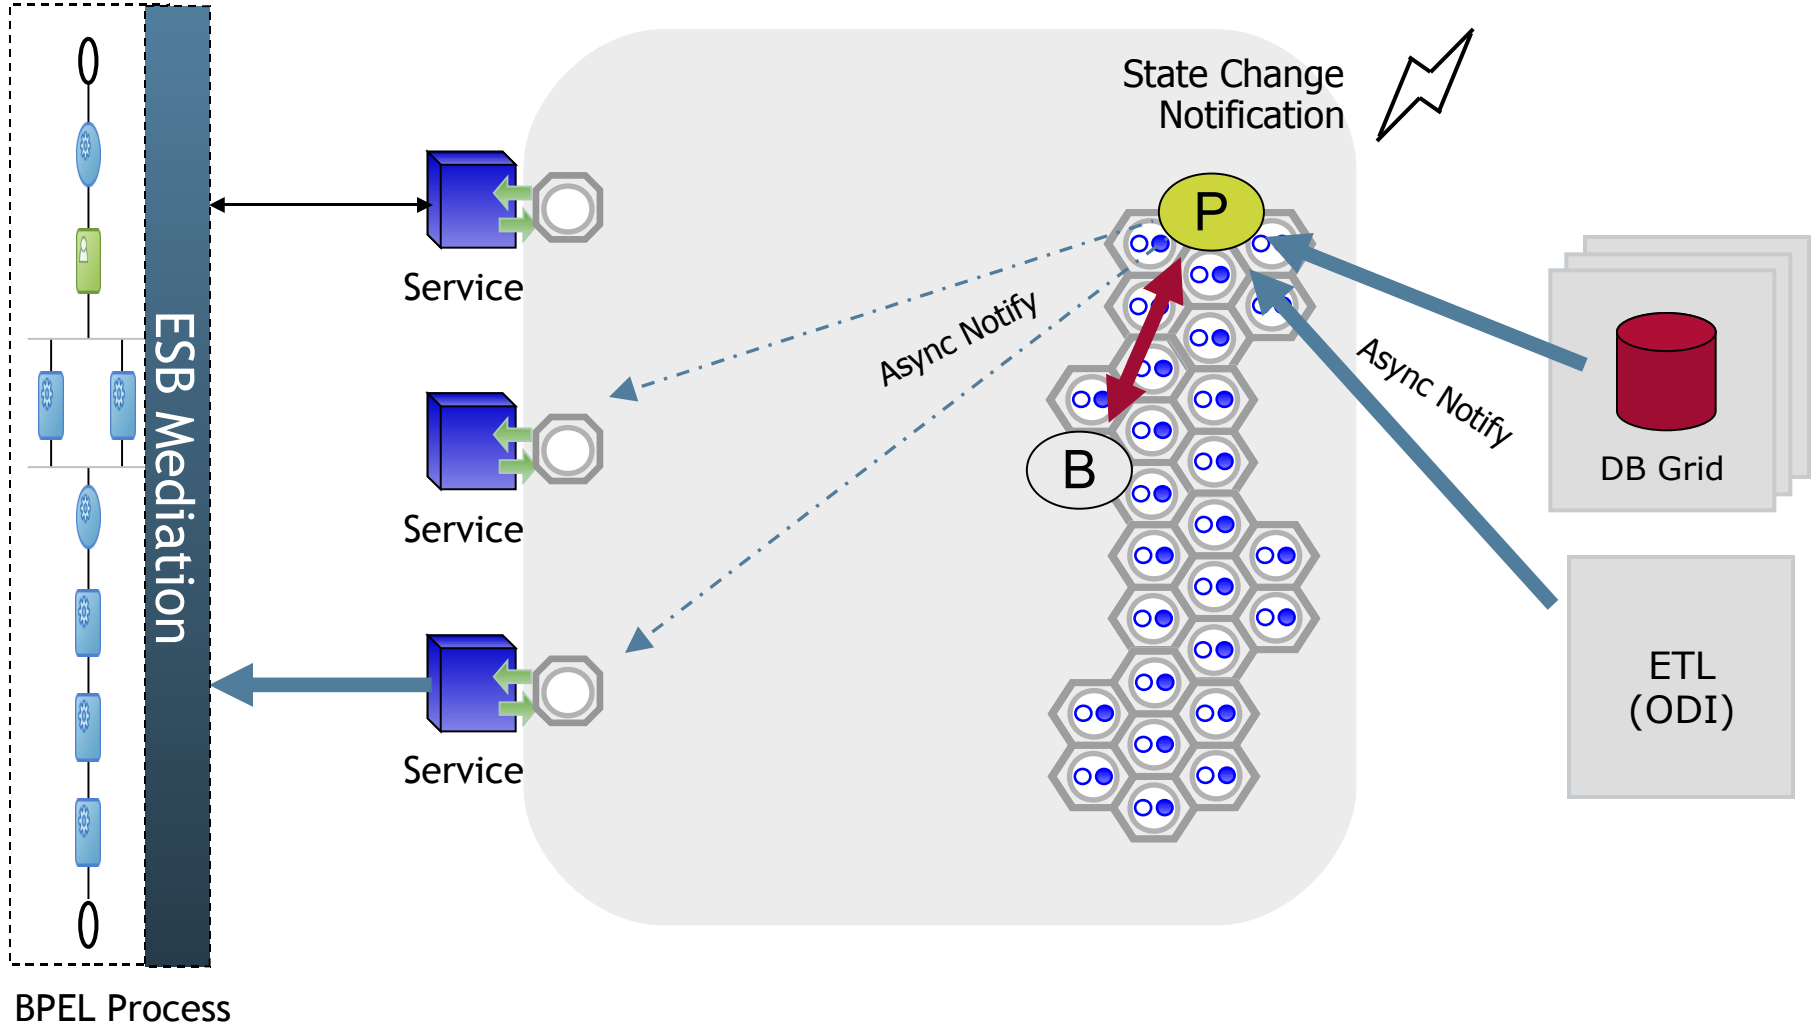 State Change
Notification
P
Service
Async Notify
Async Notify
ESB Mediation
B
DB Grid
Service
ETL
(ODI)
Service
BPEL Process